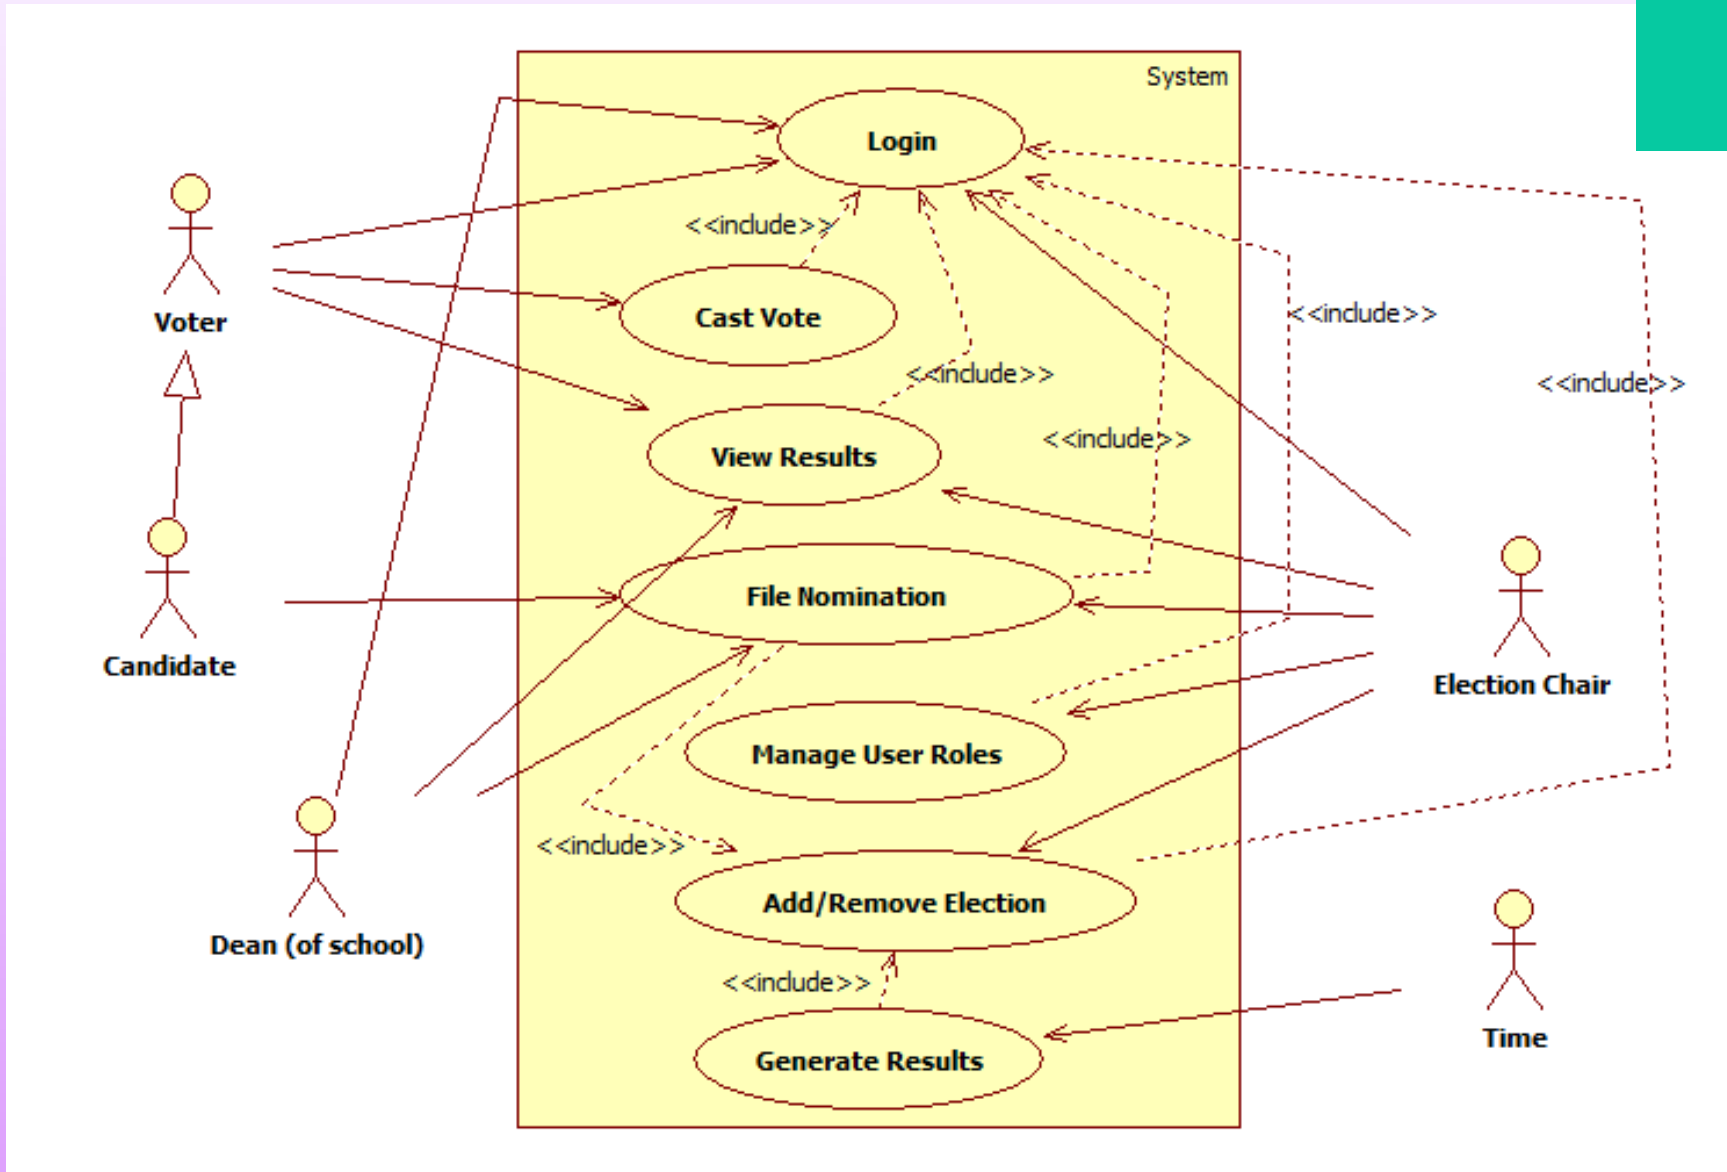 System
Login
<<include>>
Cast Vote
Voter
<<include>>
<<include>>
<<include>>
<<include>>
View Results
File Nomination
Candidate
Election Chair
Manage User Roles
<<include>>
Add/Remove Election
Dean (of school)
<<include>>
Time
Generate Results